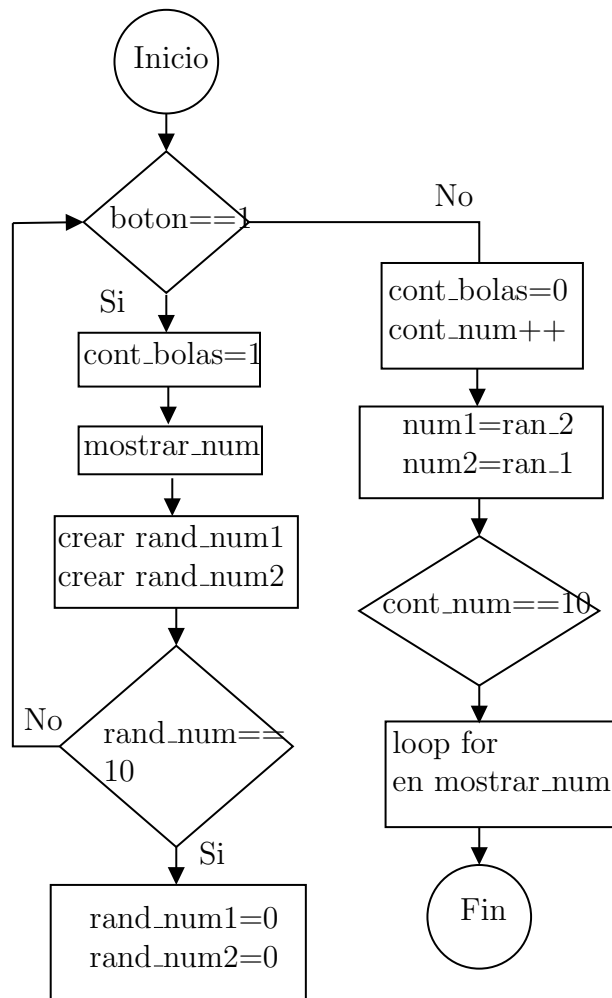 Inicio
boton==1
No
Si
cont_bolas=0
cont_num++
cont_bolas=1
num1=ran_2
num2=ran_1
mostrar_num
crear rand_num1
crear rand_num2
cont_num==10
No
rand_num==
10
loop for
en mostrar_num
Si
rand_num1=0
rand_num2=0
Fin